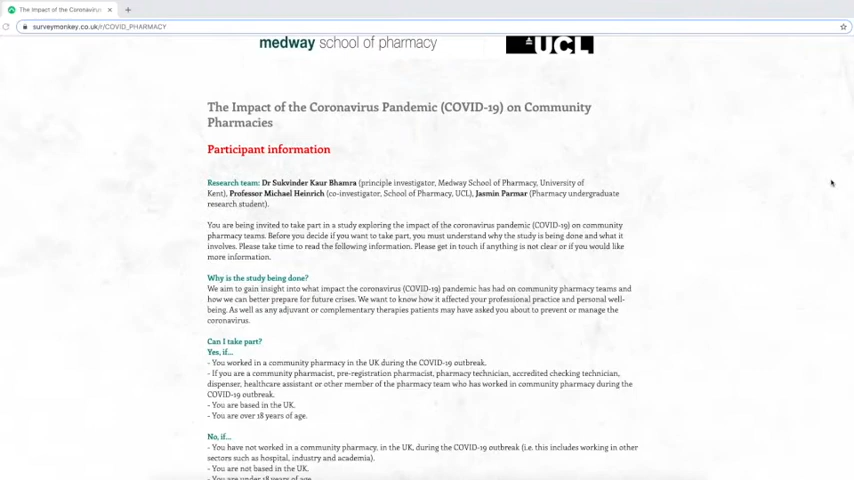 The Impact of the Coronavirus
surveymonkey.co.uk/r/COVID_PHARMACY
medway school of pharmacy
UCL
The Impact of the Coronavirus Pandemic (COVID-19) on Community
Pharmacies
Participant information
Research team: Dr Sukvinder Kaur Bhamra (principle investigator, Medway School of Pharmacy, University of
Kent), Professor Michael Heinrich (co-investigator, School of Pharmacy, UCL), Jasmin Parmar (Pharmacy undergraduate
research student).
You are being invited to take part in a study exploring the impact of the coronavirus pandemic (COVID-19) on community
pharmacy teams. Before you decide if you want to take part, you must understand why the study is being done and what it
involves. Please take time to read the following information. Please get in touch if anything is not clear or if you would like
more information.
Why is the study being done?
We aim to gain insight into what impact the coronavirus (COVID-19) pandemic has had on community pharmacy teams and
how we can better prepare for future crises. We want to know how it affected your professional practice and personal well-
being. As well as any adjuvant or complementary therapies patients may have asked you about to prevent or manage the
coronavirus.
Can I take part?
Yes, if...
- You worked in a community pharmacy in the UK during the COVID-19 outbreak.
- If you are a community pharmacist, pre-registration pharmacist, pharmacy technician, accredited checking technician,
dispenser, healthcare assistant or other member of the pharmacy team who has worked in community pharmacy during the
COVID-19 outbreak.
- You are based in the UK.
- You are over 18 years of age.
No, if...
- You have not worked in a community pharmacy, in the UK, during the COVID-19 outbreak (i.e. this includes working in other
sectors such as hospital, industry and academia).
- You are not based in the UK.
- You are under 18 years of age.